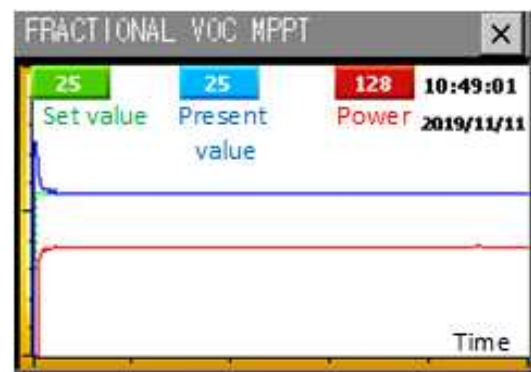 FRACTIONAL VOC MPPT
25 25 128 10:49:01
Set value Present value Power 2019/11/11
Time